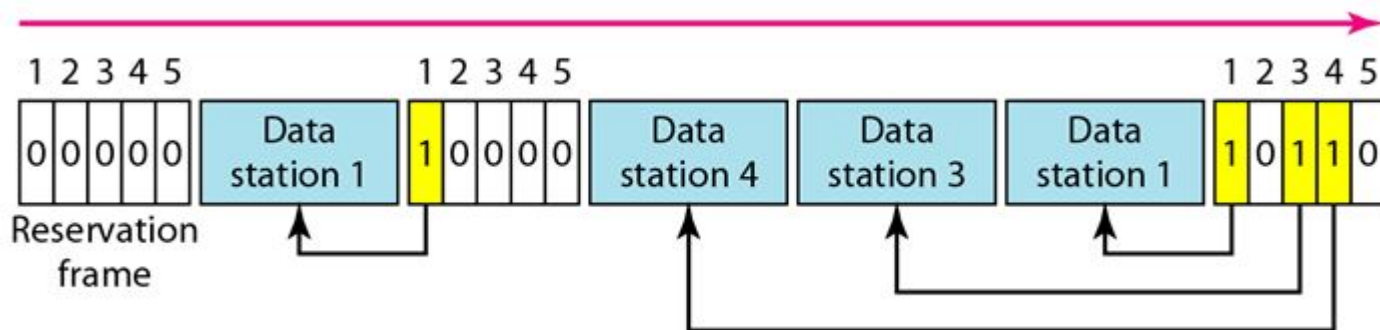 1 2 3 4 5 1 2 3 4 5 1 2 3 4 5
0 0 0 0 0 Data station 1 1 0 0 0 0 Data station 4 Data station 3 Data station 1 1 0 1 1 0
Reservation
frame